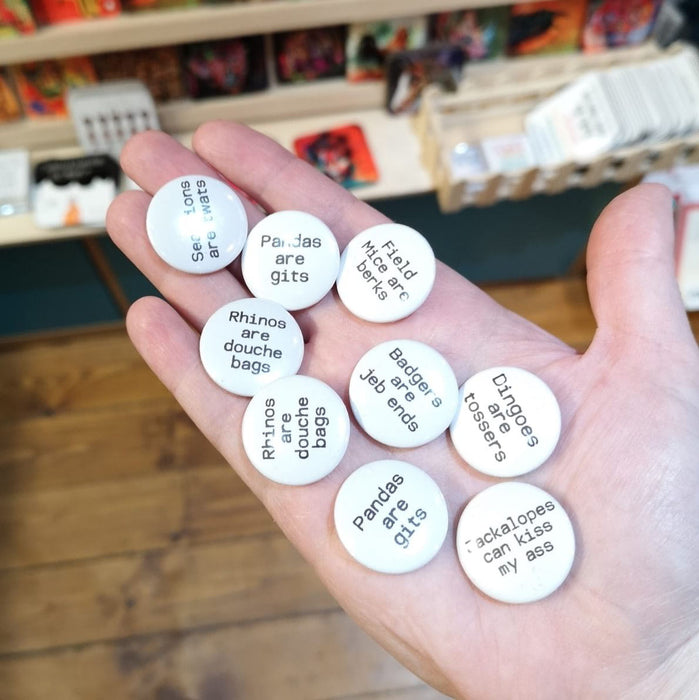 Sea Lions
are twats
Pandas
are
gits
Field
Mice are
berks
Rhinos
are
douche
bags
Badgers
are
jeb ends
Rhinos
are
douche
bags
Dingoes
are
tossers
Pandas
are
gits
Jackalopes
can kiss
my ass